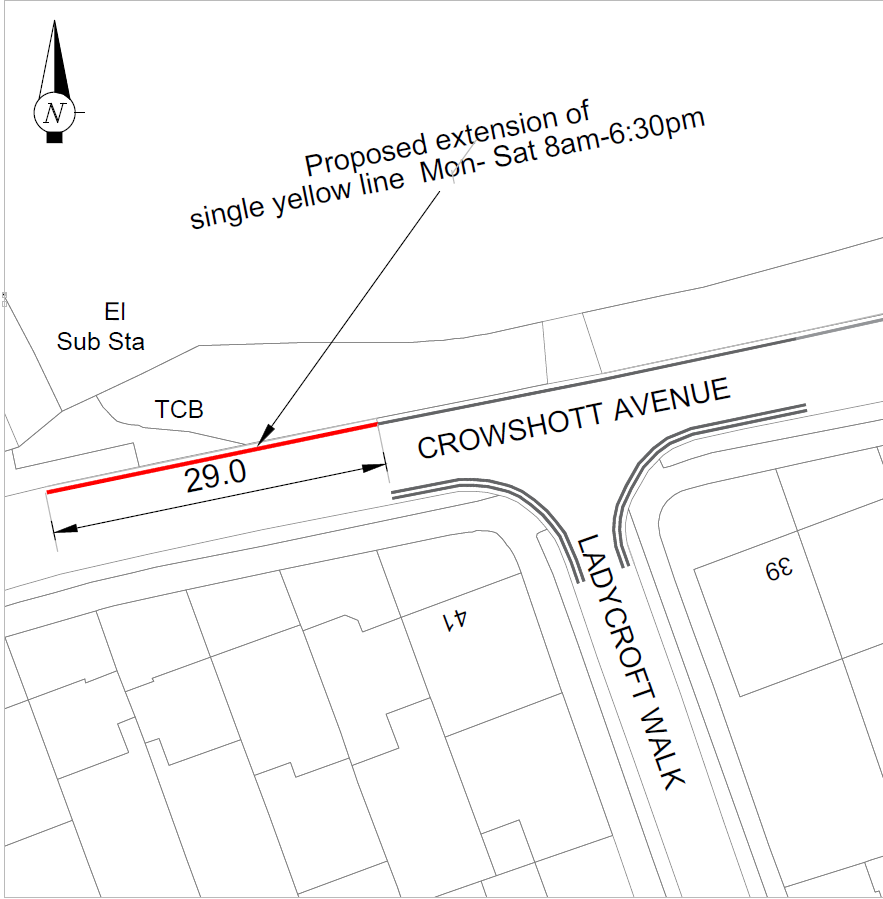 N
Proposed extension of
single yellow line Mon- Sat 8am-6:30pm
El
Sub Sta
TCB
CROWSHOTT AVENUE
29.0
LADYCROFT WALK
39
41